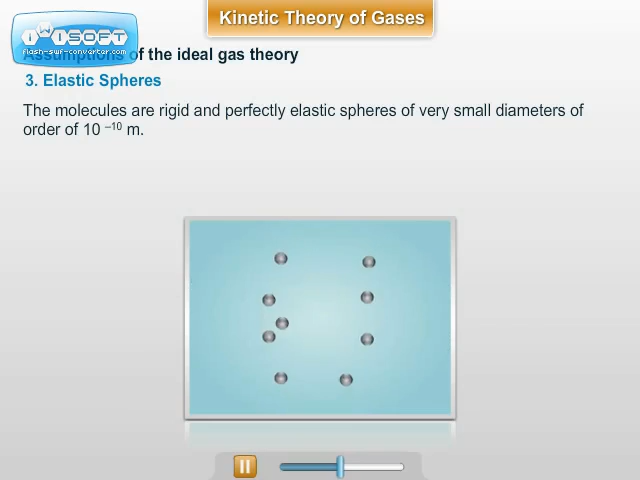 Kinetic Theory of Gases
iWiSOFT
flash-swf-converter.com
Assumptions of the ideal gas theory
3. Elastic Spheres
The molecules are rigid and perfectly elastic spheres of very small diameters of
order of 10 ⁻¹⁰ m.